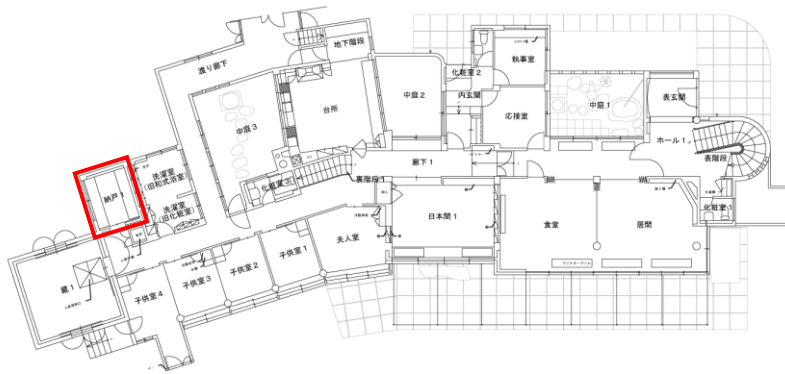 地下階段
渡り廊下
台所
中庭2
化粧室2
執事室
内玄関
応接室
中庭1
表玄関
中庭3
ホール1
表階段
廊下1
化粧室3
裏階段1
化粧室1
洗濯室
(旧和式浴室)
洗濯室
(旧化粧室)
納戸1
日本間1
食堂
居間
夫人室
子供室1
子供室2
子供室3
子供室4
蔵1